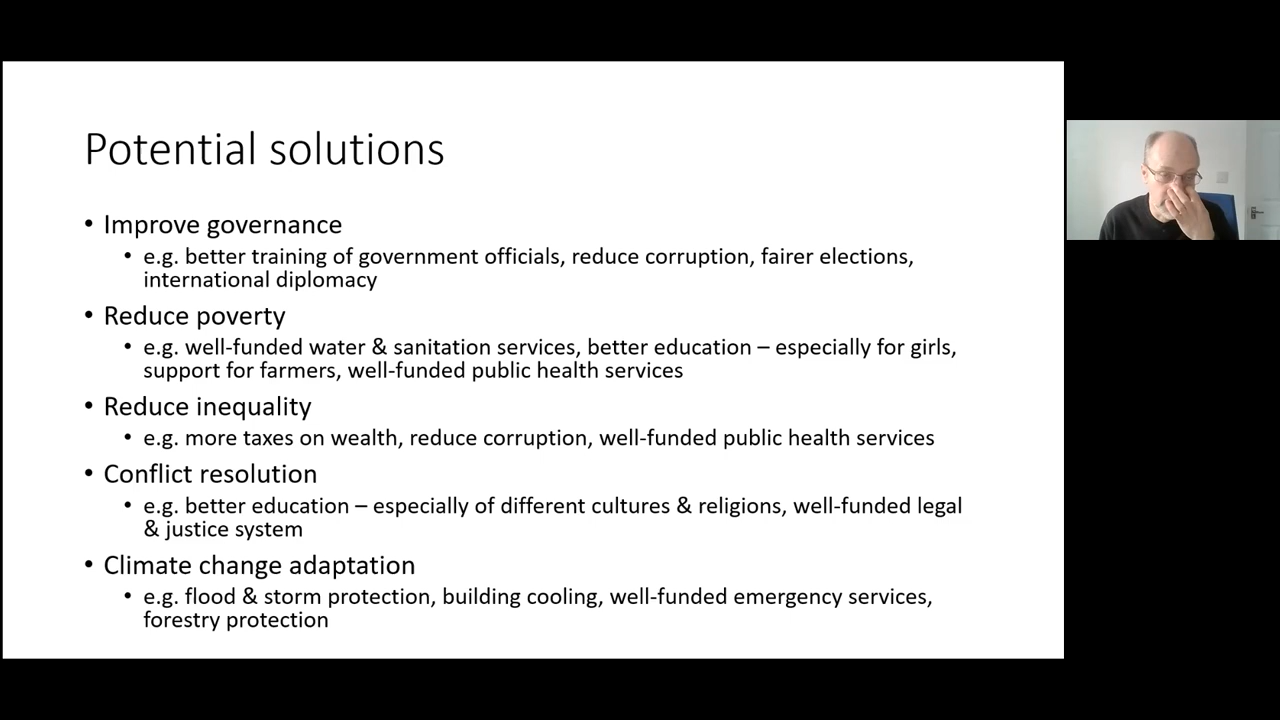 Potential solutions
• Improve governance
• e.g. better training of government officials, reduce corruption, fairer elections,
international diplomacy
• Reduce poverty
• e.g. well-funded water & sanitation services, better education – especially for girls,
support for farmers, well-funded public health services
• Reduce inequality
• e.g. more taxes on wealth, reduce corruption, well-funded public health services
• Conflict resolution
• e.g. better education – especially of different cultures & religions, well-funded legal
& justice system
• Climate change adaptation
• e.g. flood & storm protection, building cooling, well-funded emergency services,
forestry protection